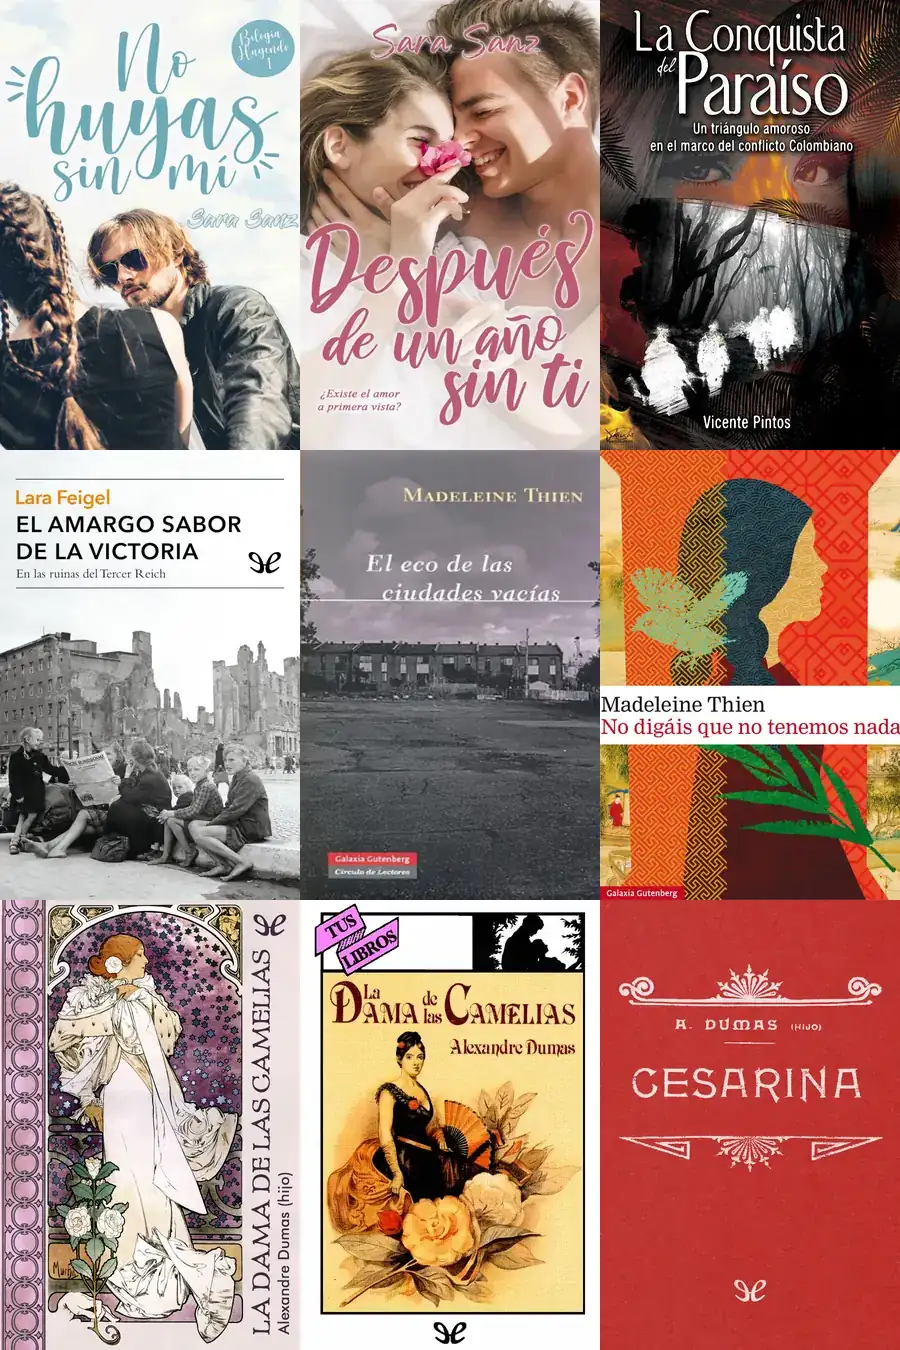 Bilogía
Huyendo
1
No
huyas
sin mí
Sara Sanz
Sara Sanz
Después
de un año
sin ti
¿Existe el amor
a primera vista?
La Conquista
del
Paraíso
Un triángulo amoroso
en el marco del conflicto Colombiano
Vicente Pintos
Lara Feigel
EL AMARGO SABOR
DE LA VICTORIA
En las ruinas del Tercer Reich
MADELEINE THIEN
El eco de las
ciudades vacías
Galaxia Gutenberg
Círculo de Lectores
Madeleine Thien
No digáis que no tenemos nada
Galaxia Gutenberg
LA DAMA DE LAS CAMELIAS
Alexandre Dumas (hijo)
TUS
LIBROS
La
DAMA de las CAMELIAS
Alexandre Dumas
A. DUMAS (HIJO)
CESARINA